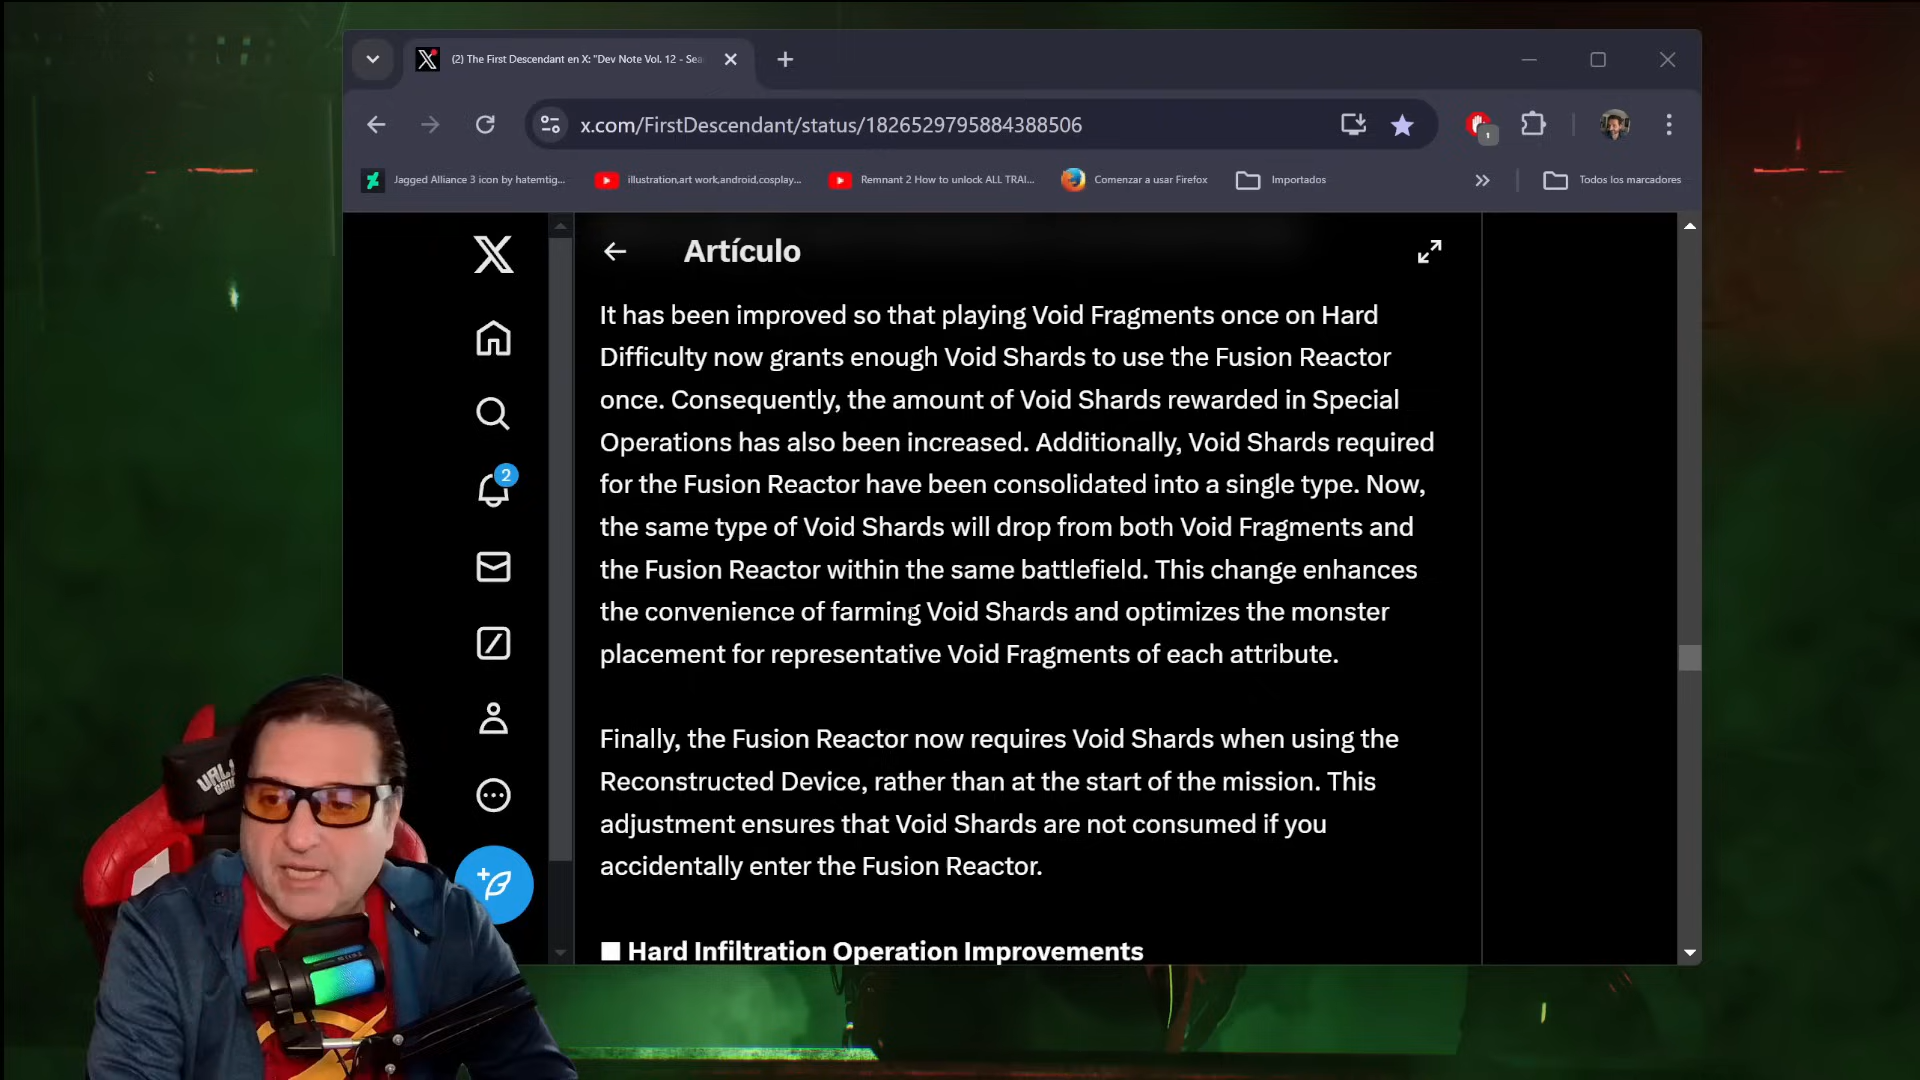 (2) The First Descendant en X: "Dev Note Vol. 12 - Sea
x.com/FirstDescendant/status/1826529795884388506
1
Jagged Alliance 3 icon by hatemtig...
illustration,art work,android,cosplay...
Remnant 2 How to unlock ALL TRAI...
Comenzar a usar Firefox
Importados
Todos los marcadores
Artículo
It has been improved so that playing Void Fragments once on Hard
Difficulty now grants enough Void Shards to use the Fusion Reactor
once. Consequently, the amount of Void Shards rewarded in Special
Operations has also been increased. Additionally, Void Shards required
for the Fusion Reactor have been consolidated into a single type. Now,
the same type of Void Shards will drop from both Void Fragments and
the Fusion Reactor within the same battlefield. This change enhances
the convenience of farming Void Shards and optimizes the monster
placement for representative Void Fragments of each attribute.
Finally, the Fusion Reactor now requires Void Shards when using the
Reconstructed Device, rather than at the start of the mission. This
adjustment ensures that Void Shards are not consumed if you
accidentally enter the Fusion Reactor.
Hard Infiltration Operation Improvements
2